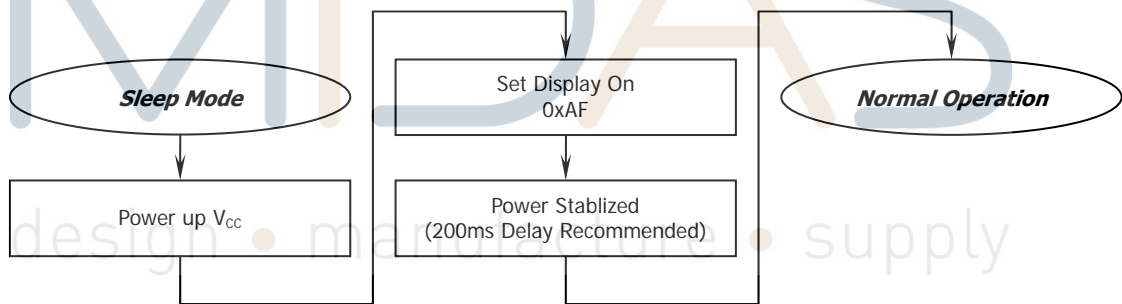 MIDAS
Sleep Mode
Power up VCC
Set Display On
0xAF
Power Stablized
(200ms Delay Recommended)
Normal Operation
design • manufacture • supply